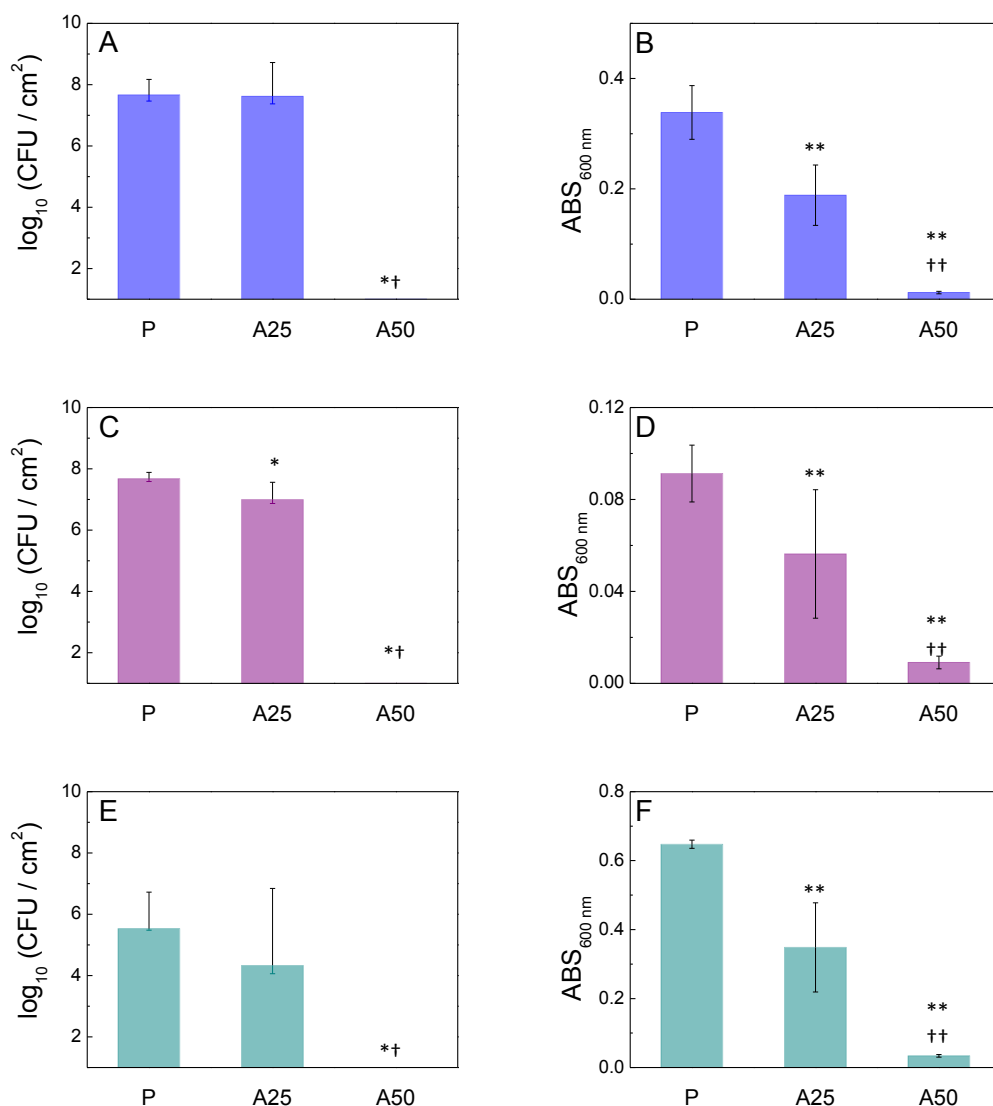 A
10
8
6
4
2
log₁₀ (CFU / cm²)
*†
P A25 A50
B
0.4
0.2
0.0
ABS₆₀₀ ₙₘ
**
**
††
P A25 A50
C
10
8
6
4
2
log₁₀ (CFU / cm²)
*
*†
P A25 A50
D
0.12
0.08
0.04
0.00
ABS₆₀₀ ₙₘ
**
**
††
P A25 A50
E
10
8
6
4
2
log₁₀ (CFU / cm²)
*†
P A25 A50
F
0.8
0.6
0.4
0.2
0.0
ABS₆₀₀ ₙₘ
**
**
††
P A25 A50